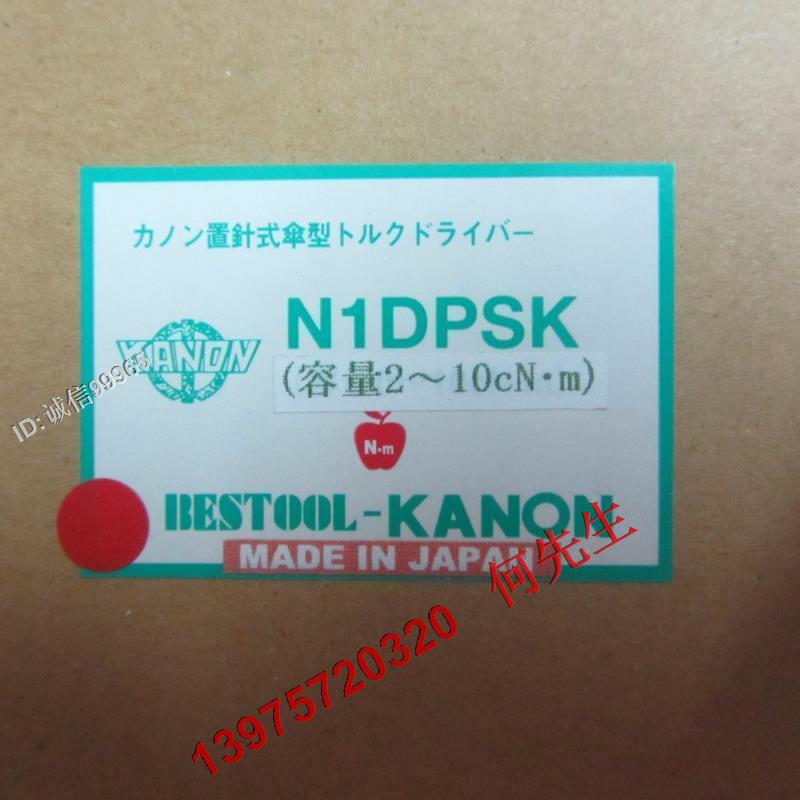 カノン置針式傘型トルクドライバー
N1DPSK
KANON
(容量2～10cN·m)
ID:诚信99965
N·m
BESTOOL-KANON
MADE IN JAPAN
何先生
13975720320